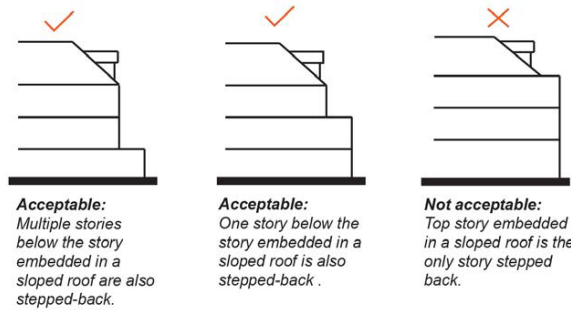 Acceptable:
Multiple stories
below the story
embedded in a
sloped roof are also
stepped-back.
Acceptable:
One story below the
story embedded in a
sloped roof is also
stepped-back .
Not acceptable:
Top story embedded
in a sloped roof is the
only story stepped
back.